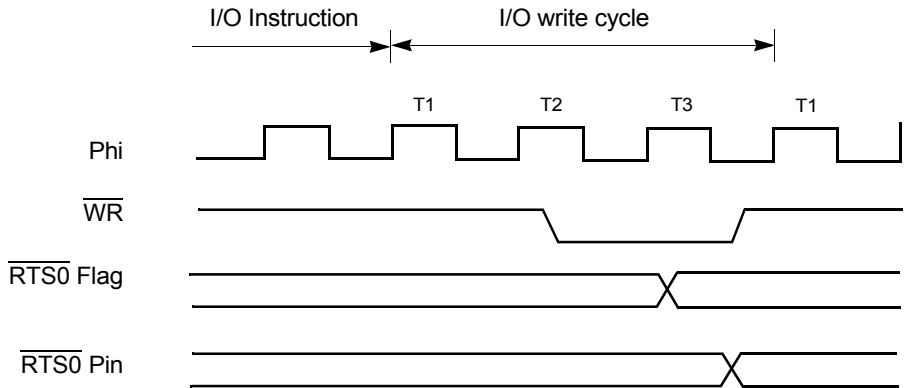 I/O Instruction I/O write cycle
T1 T2 T3 T1
Phi
WR
RTS0 Flag
RTS0 Pin